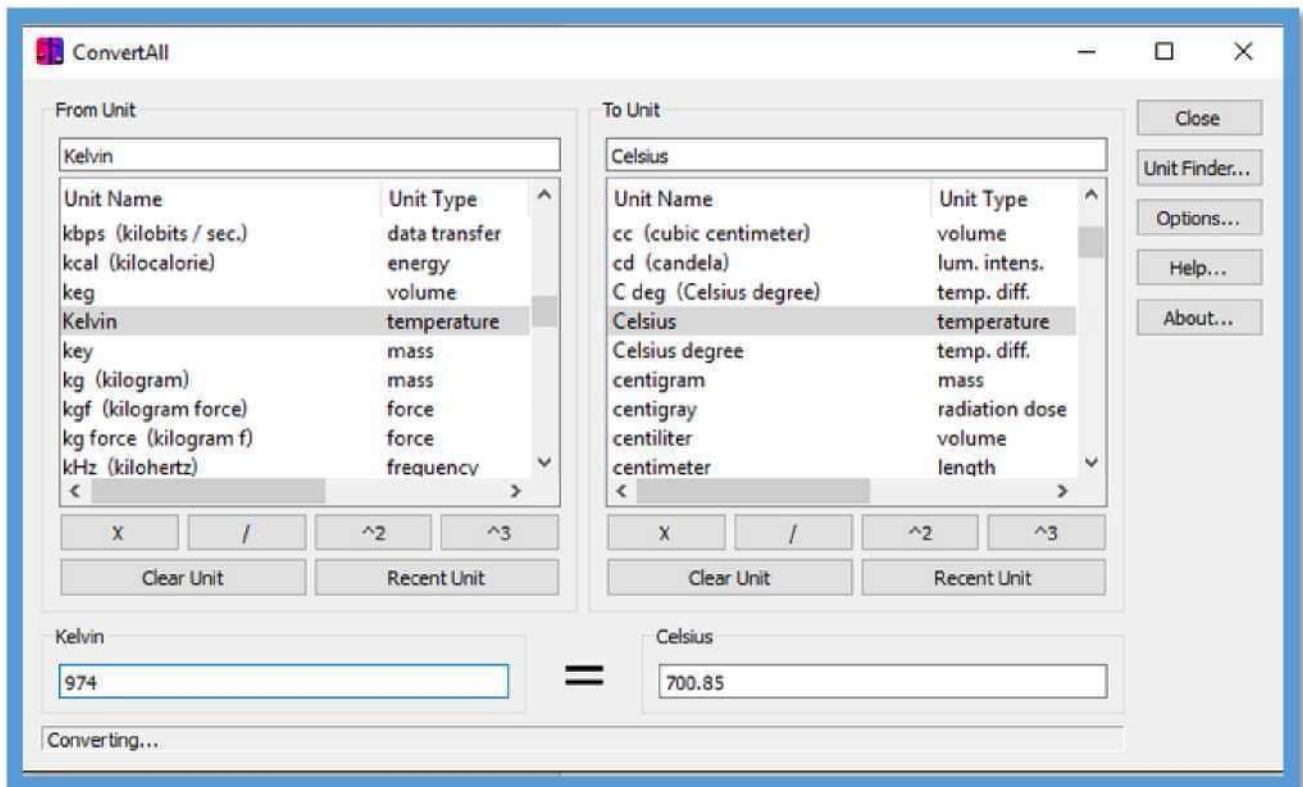 ConvertAll
From Unit
Kelvin
Unit Name Unit Type
kbps (kilobits / sec.) data transfer
kcal (kilocalorie) energy
keg volume
Kelvin temperature
key mass
kg (kilogram) mass
kgf (kilogram force) force
kg force (kilogram f) force
kHz (kilohertz) frequency
X / ^2 ^3
Clear Unit Recent Unit
To Unit
Celsius
Unit Name Unit Type
cc (cubic centimeter) volume
cd (candela) lum. intens.
C deg (Celsius degree) temp. diff.
Celsius temperature
Celsius degree temp. diff.
centigram mass
centigray radiation dose
centiliter volume
centimeter length
X / ^2 ^3
Clear Unit Recent Unit
Close
Unit Finder...
Options...
Help...
About...
Kelvin
974
=
Celsius
700.85
Converting...